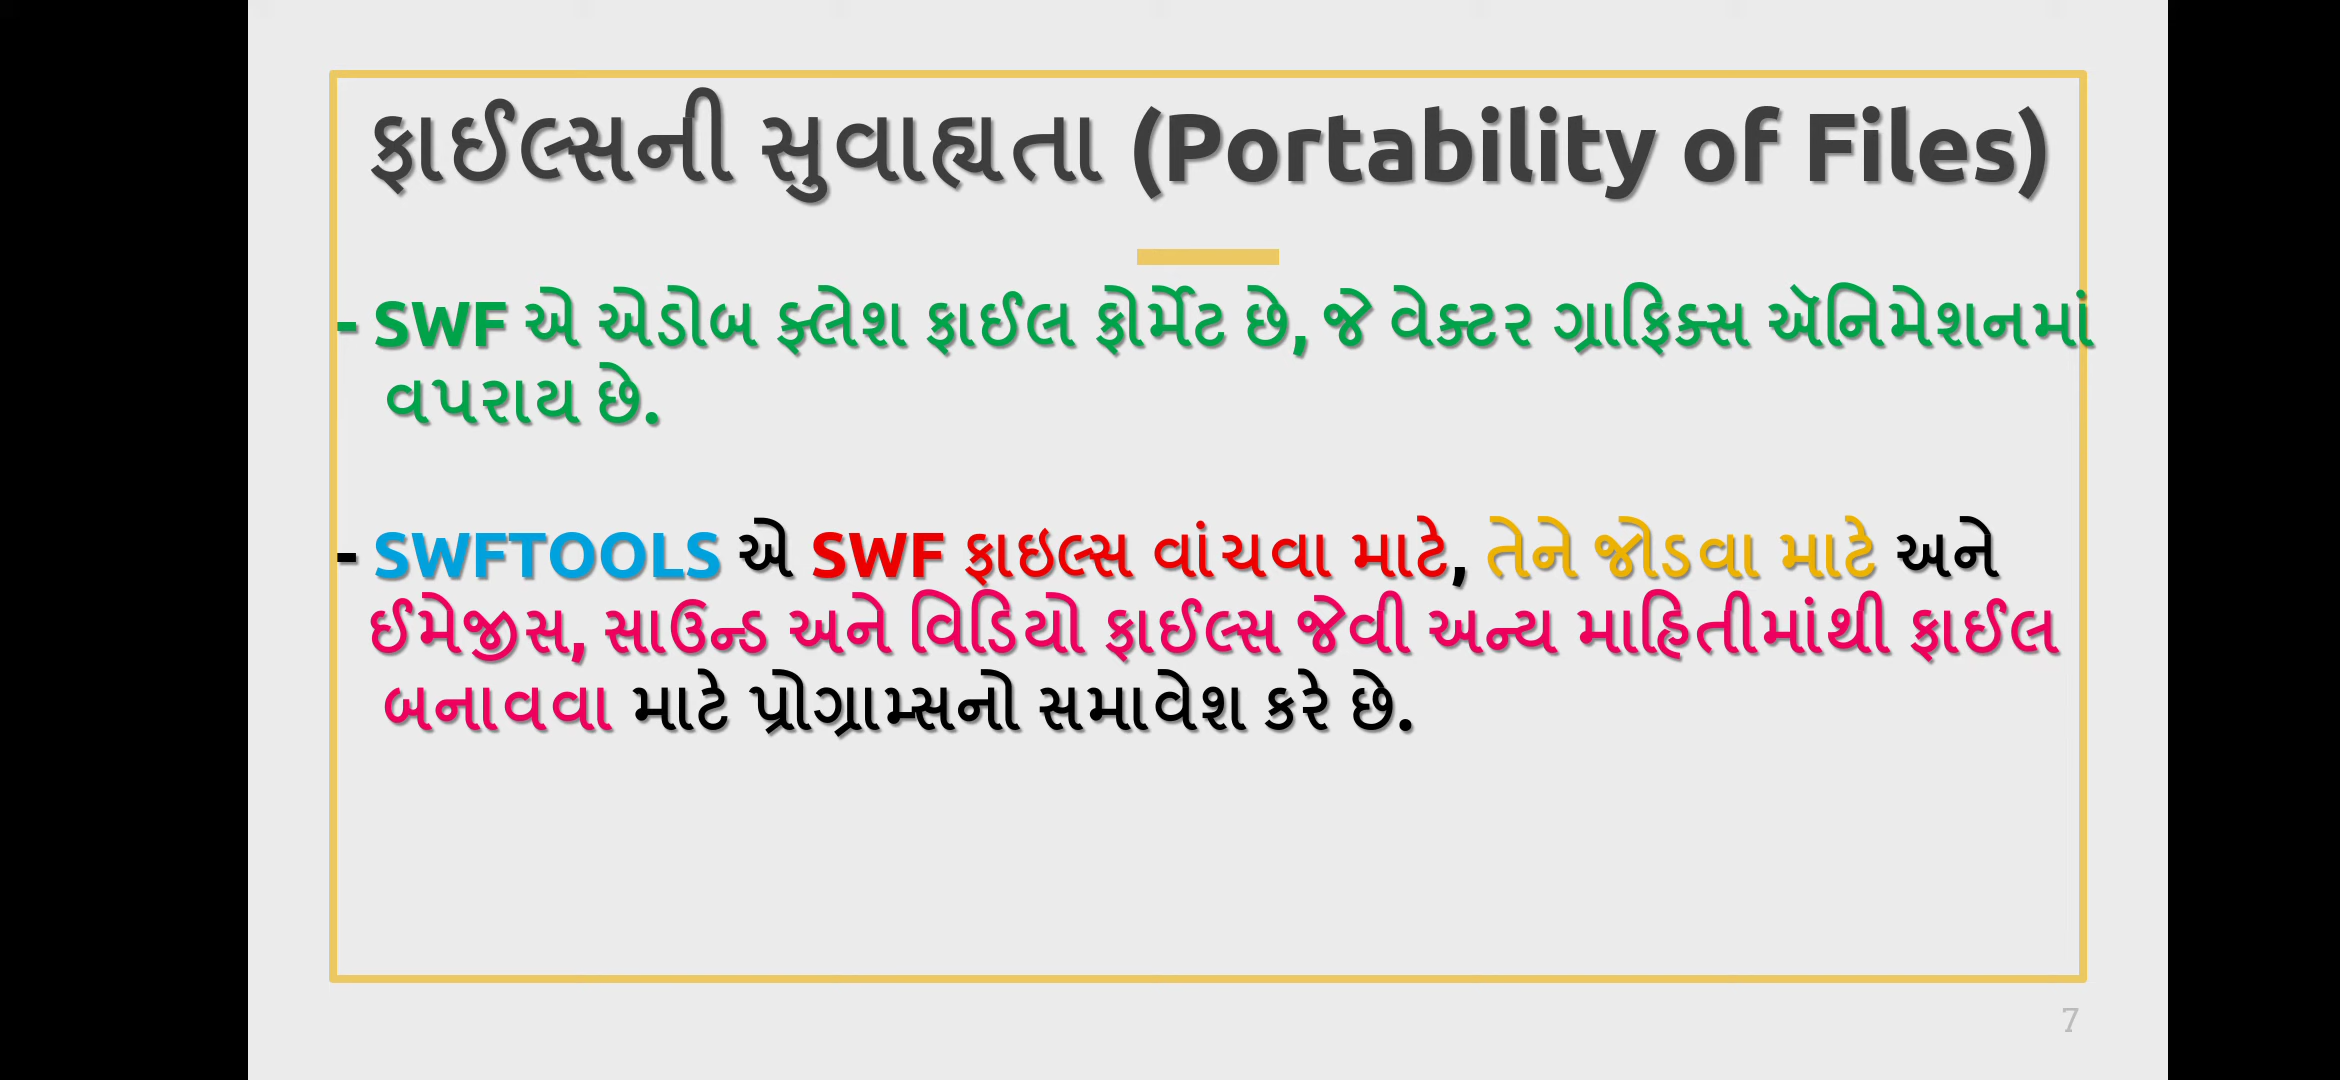 ફાઈલ્સની સુવાહ્યતા (Portability of Files)
- SWF એ એડોબ ફ્લેશ ફાઈલ ફોર્મેટ છે, જે વેક્ટર ગ્રાફિક્સ ઍનિમેશનમાં
વપરાય છે.
- SWFTOOLS એ SWF ફાઇલ્સ વાંચવા માટે, તેને જોડવા માટે અને
ઈમેજીસ, સાઉન્ડ અને વિડિયો ફાઈલ્સ જેવી અન્ય માહિતીમાંથી ફાઈલ
બનાવવા માટે પ્રોગ્રામ્સનો સમાવેશ કરે છે.
7